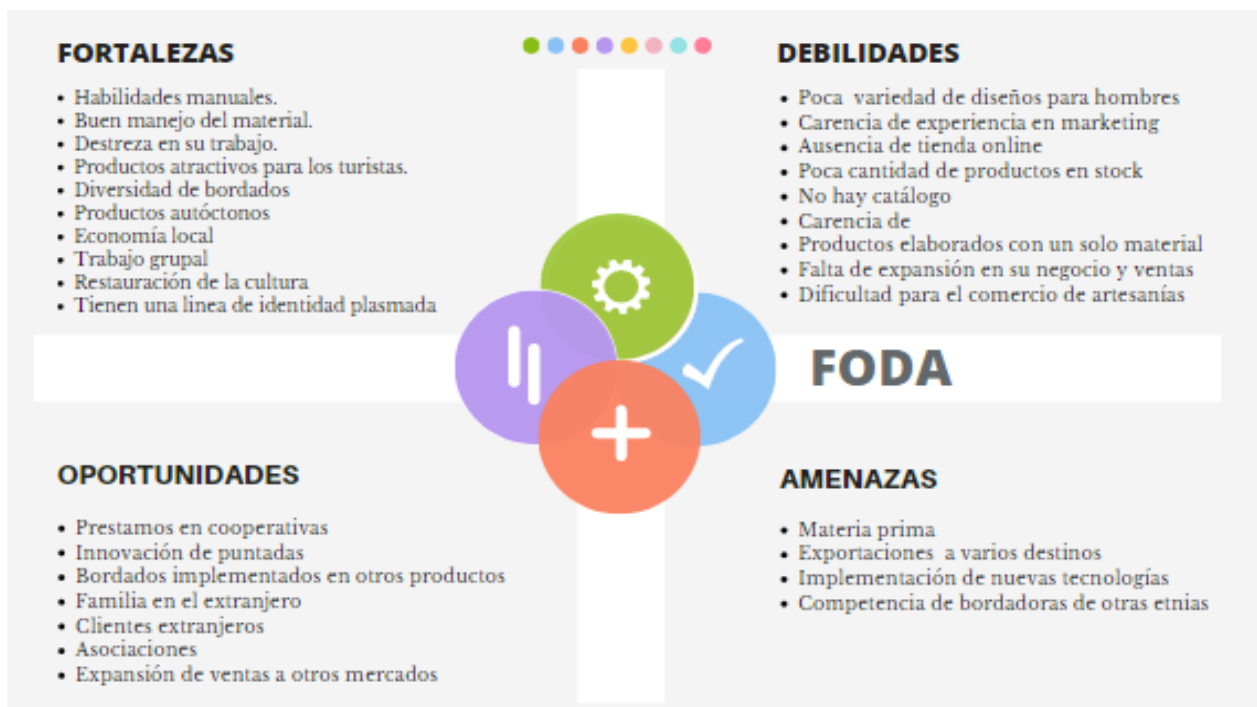 FORTALEZAS
• Habilidades manuales.
• Buen manejo del material.
• Destreza en su trabajo.
• Productos atractivos para los turistas.
• Diversidad de bordados
• Productos autóctonos
• Economía local
• Trabajo grupal
• Restauración de la cultura
• Tienen una linea de identidad plasmada
DEBILIDADES
• Poca variedad de diseños para hombres
• Carencia de experiencia en marketing
• Ausencia de tienda online
• Poca cantidad de productos en stock
• No hay catálogo
• Carencia de
• Productos elaborados con un solo material
• Falta de expansión en su negocio y ventas
• Dificultad para el comercio de artesanías
FODA
OPORTUNIDADES
• Prestamos en cooperativas
• Innovación de puntadas
• Bordados implementados en otros productos
• Familia en el extranjero
• Clientes extranjeros
• Asociaciones
• Expansión de ventas a otros mercados
AMENAZAS
• Materia prima
• Exportaciones a varios destinos
• Implementación de nuevas tecnologías
• Competencia de bordadoras de otras etnias